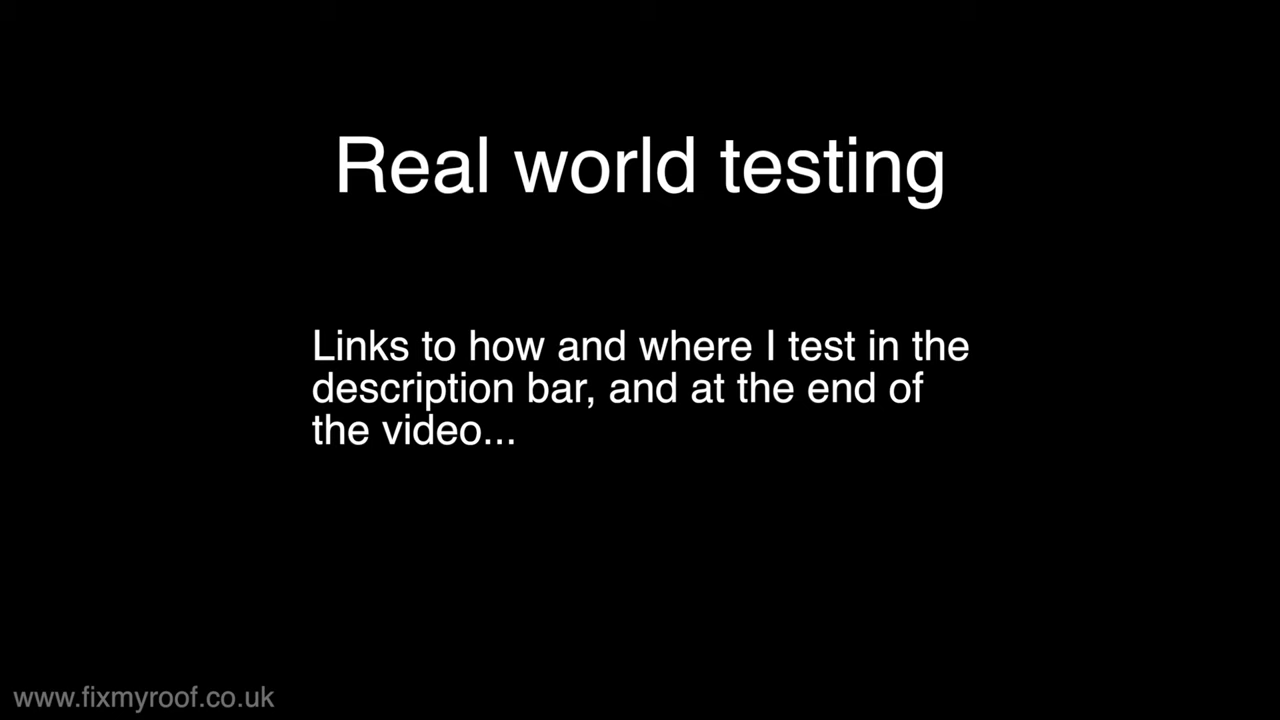 Real world testing
Links to how and where I test in the
description bar, and at the end of
the video...
www.fixmyroof.co.uk